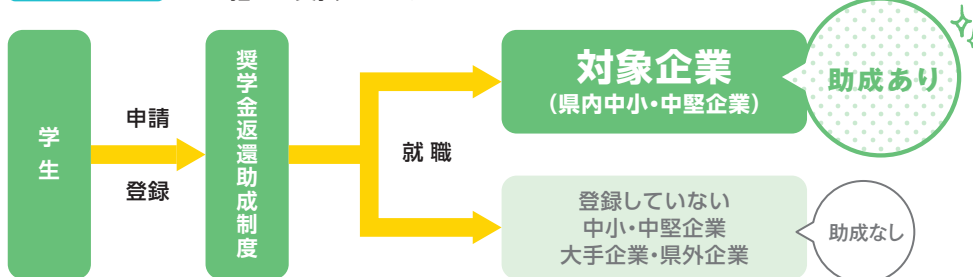 学生
申請
登録
奨学金返還助成制度
就職
対象企業
(県内中小・中堅企業)
助成あり
登録していない
中小・中堅企業
大手企業・県外企業
助成なし